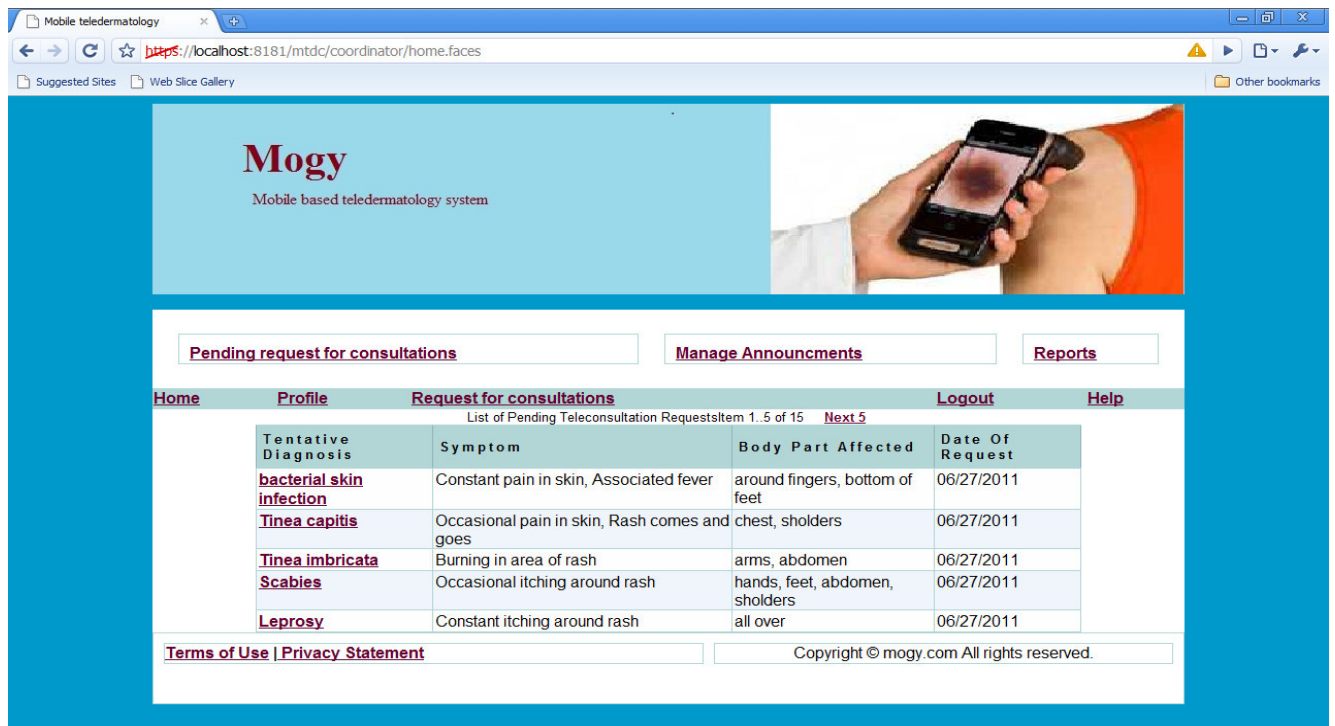 Mobile teledermatology
https://localhost:8181/mtdc/coordinator/home.faces
Suggested Sites Web Slice Gallery Other bookmarks
Mogy
Mobile based teledermatology system
Pending request for consultations Manage Announcments Reports
Home Profile Request for consultations Logout Help
List of Pending Teleconsultation RequestsItem 1..5 of 15 Next 5
Tentative Diagnosis Symptom Body Part Affected Date Of Request
bacterial skin infection Constant pain in skin, Associated fever around fingers, bottom of feet 06/27/2011
Tinea capitis Occasional pain in skin, Rash comes and goes chest, sholders 06/27/2011
Tinea imbricata Burning in area of rash arms, abdomen 06/27/2011
Scabies Occasional itching around rash hands, feet, abdomen, sholders 06/27/2011
Leprosy Constant itching around rash all over 06/27/2011
Terms of Use | Privacy Statement Copyright © mogy.com All rights reserved.